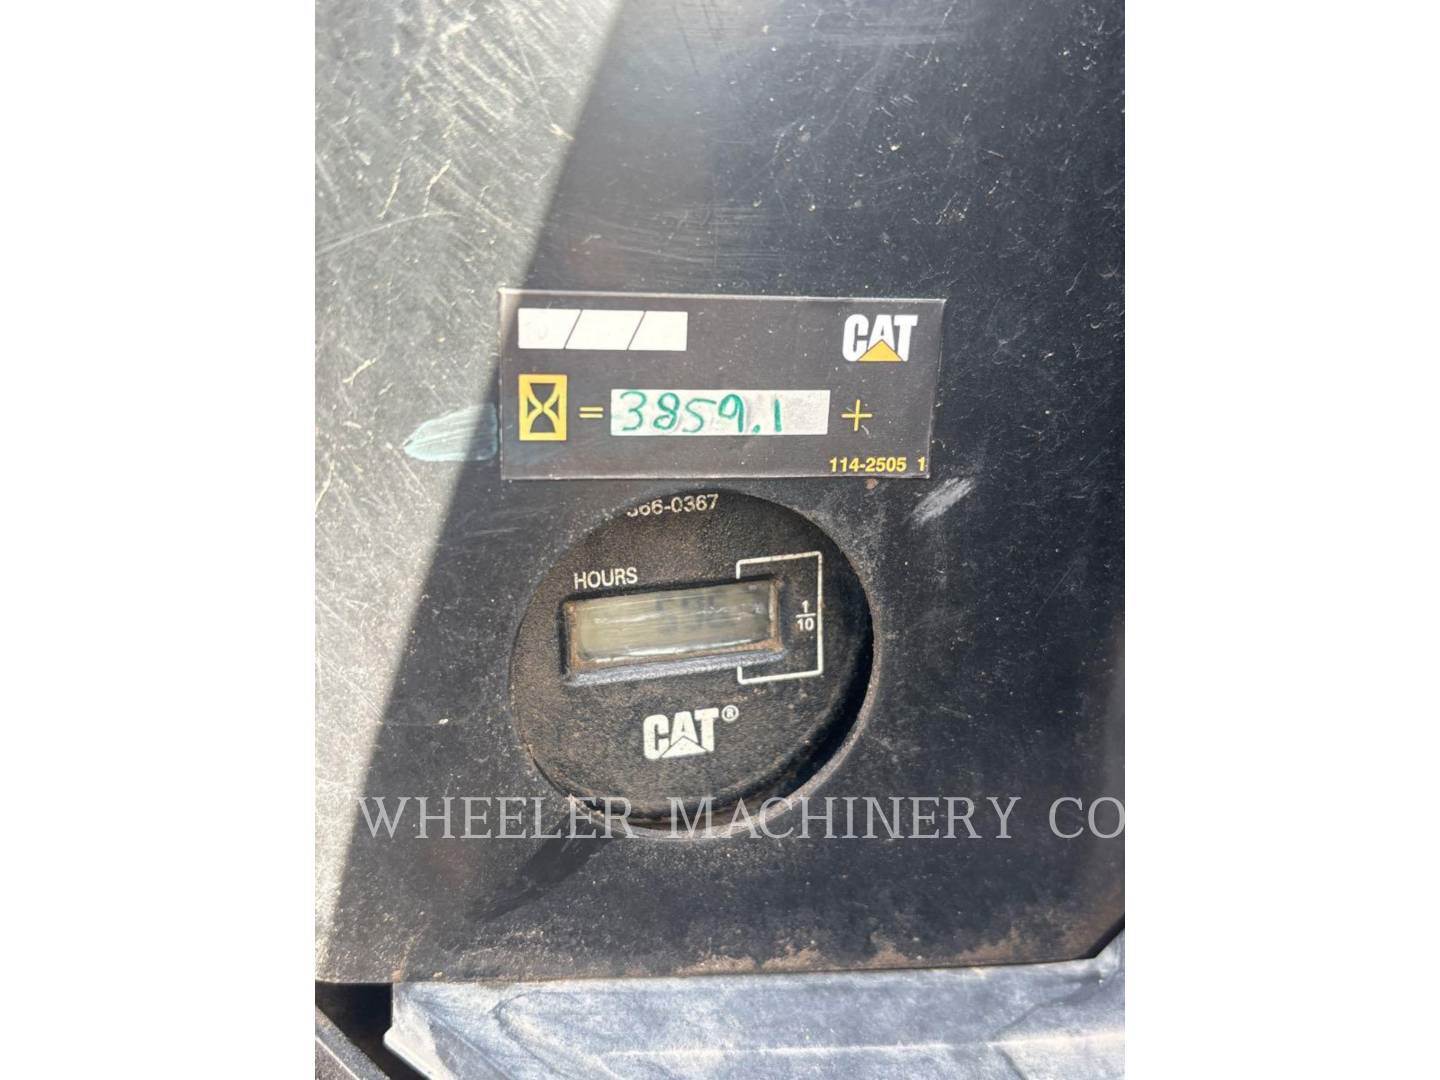 CAT
= 3859.1 +
114-2505 1
366-0367
HOURS
1
10
CAT®
WHEELER MACHINERY CO